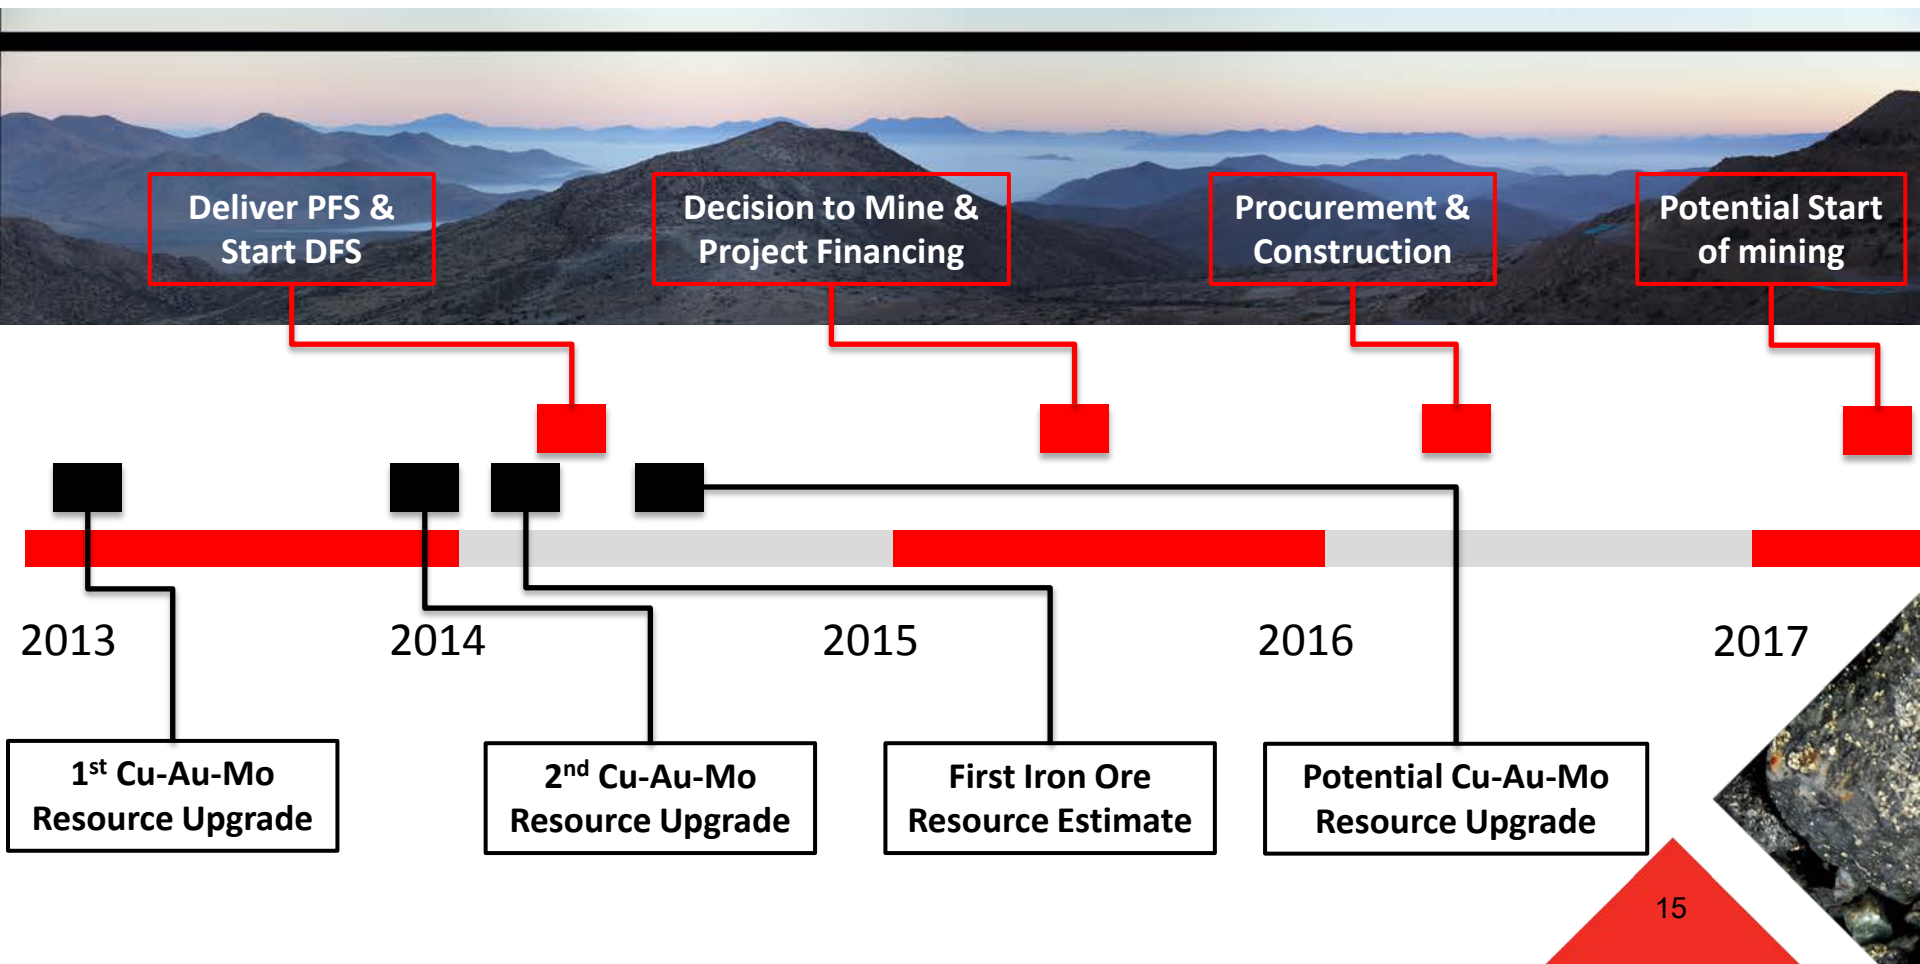 Deliver PFS &
Start DFS
Decision to Mine &
Project Financing
Procurement &
Construction
Potential Start
of mining
2013
2014
2015
2016
2017
1st Cu-Au-Mo
Resource Upgrade
2nd Cu-Au-Mo
Resource Upgrade
First Iron Ore
Resource Estimate
Potential Cu-Au-Mo
Resource Upgrade
15